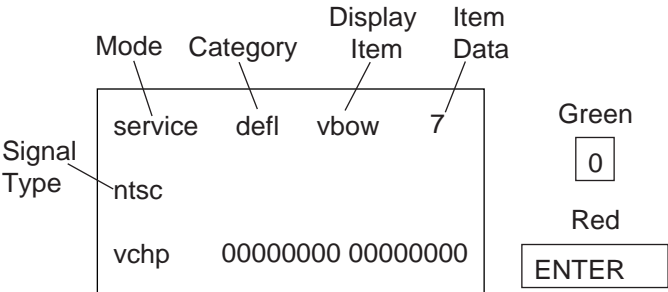 Display Item
Mode Category Item Data
service defl vbow 7
Green
Signal
Type
0
ntsc
Red
vchp 00000000 00000000
ENTER